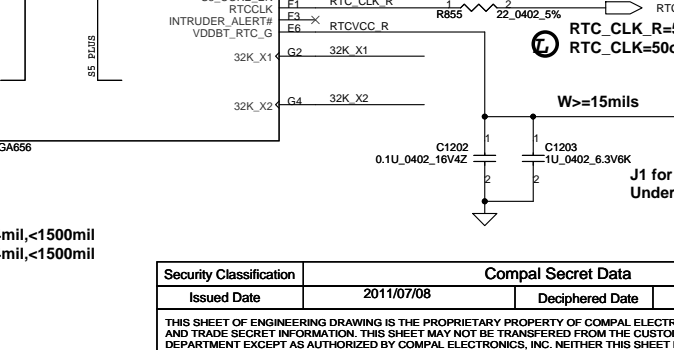 RTCCLK F1 RTC_CLK_R 1 2 RTC
R855 22_0402_5%
INTRUDER_ALERT# F3
VDDBT_RTC_G E6 RTCVCC_R
RTC_CLK_R=5
RTC_CLK=50
L
S5 PLUS
32K_X1 G2 32K_X1
32K_X2 G4 32K_X2
W>=15mils
GA656
C1202 1
0.1U_0402_16V4Z
2
1 C1203
1U_0402_6.3V6K
2
J1 for
Under
mil,<1500mil
mil,<1500mil
Security Classification Compal Secret Data
Issued Date 2011/07/08 Deciphered Date
THIS SHEET OF ENGINEERING DRAWING IS THE PROPRIETARY PROPERTY OF COMPAL ELECTR
AND TRADE SECRET INFORMATION. THIS SHEET MAY NOT BE TRANSFERED FROM THE CUSTO
DEPARTMENT EXCEPT AS AUTHORIZED BY COMPAL ELECTRONICS, INC. NEITHER THIS SHEET